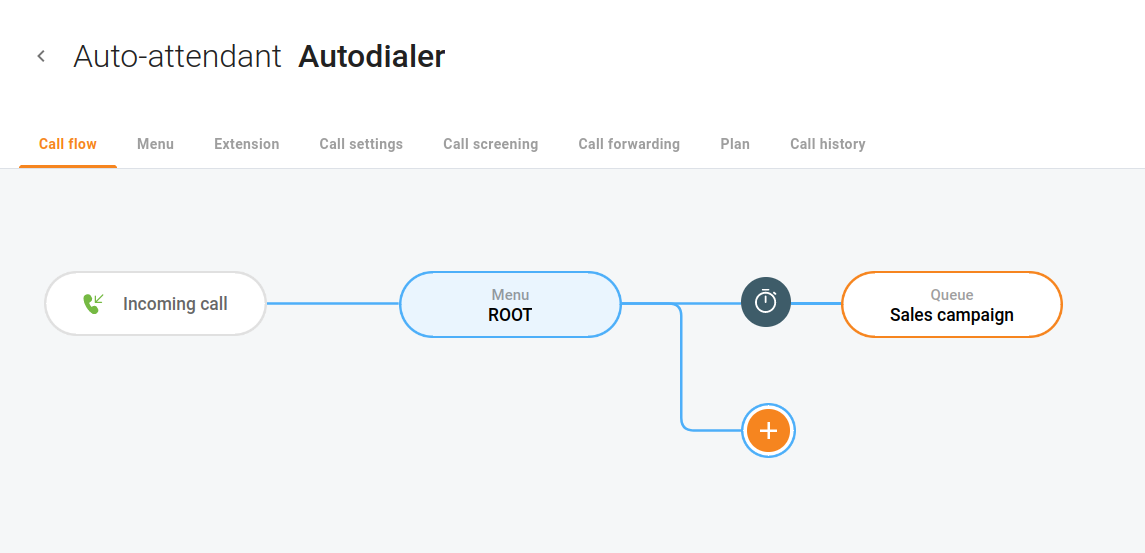 Auto-attendant Autodialer
Call flow Menu Extension Call settings Call screening Call forwarding Plan Call history
Incoming call
Menu
ROOT
Queue
Sales campaign